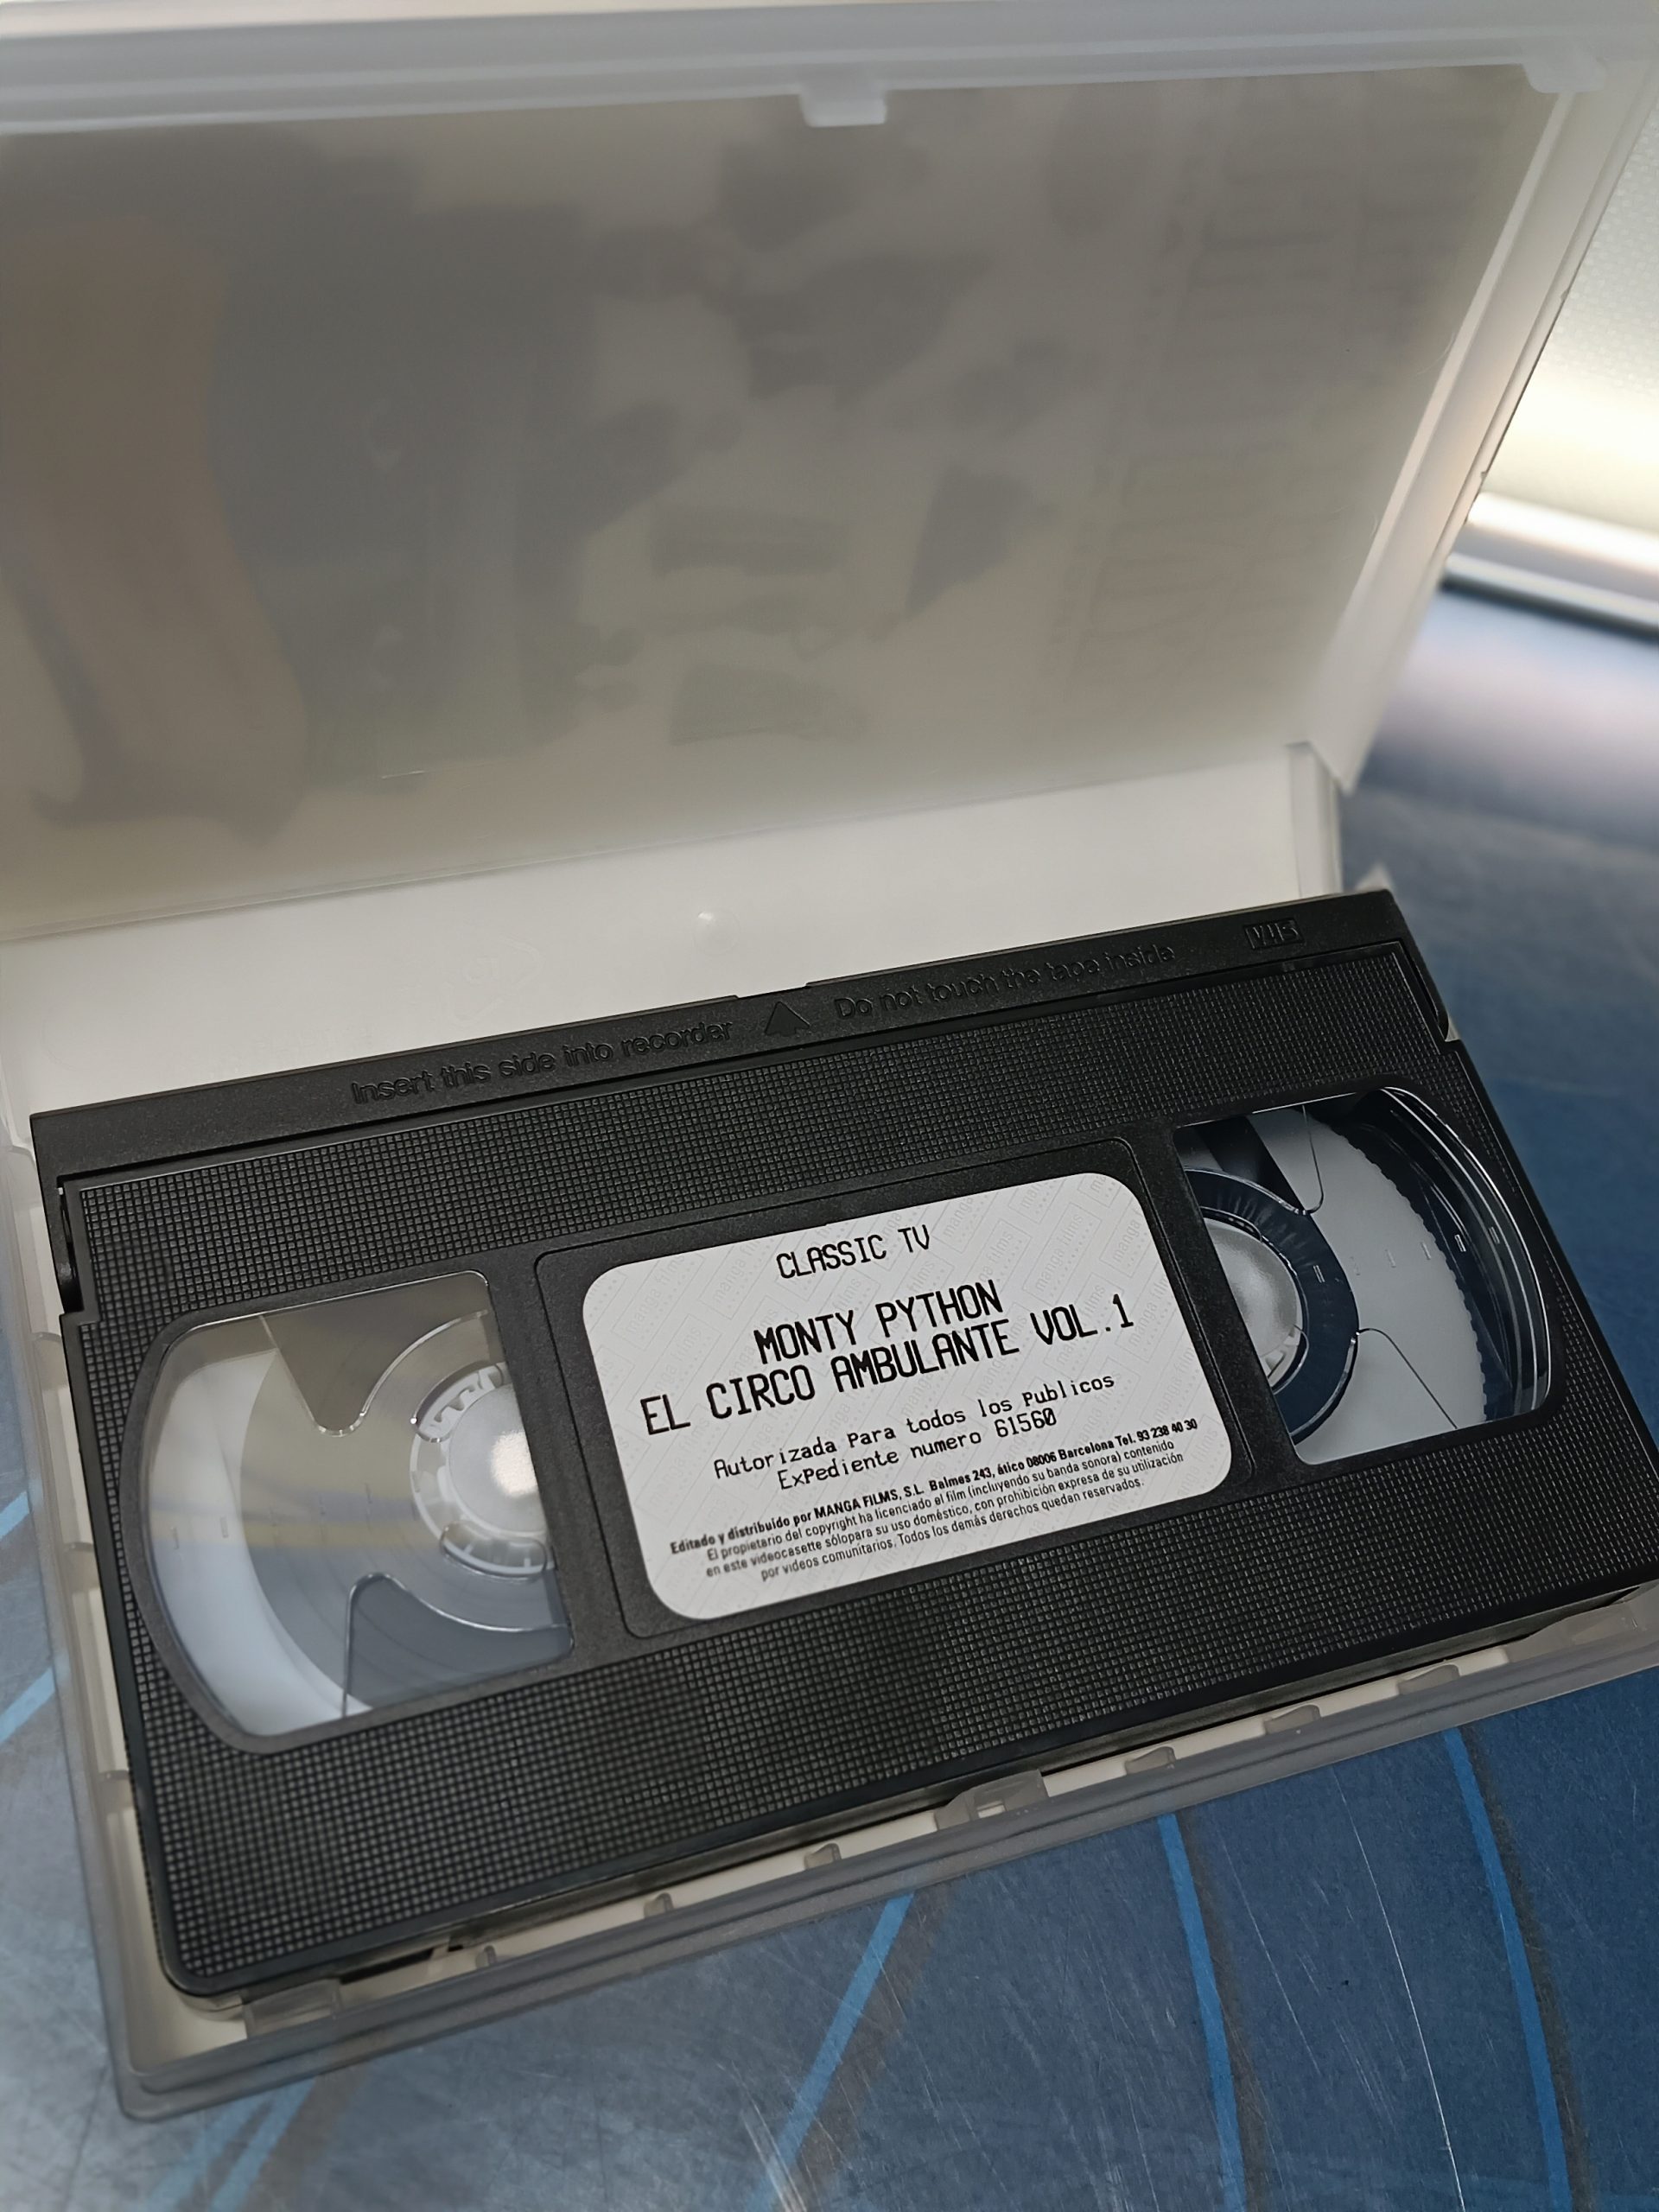 Insert this side into recorder Do not touch the tape inside VHS
CLASSIC TV
MONTY PYTHON
EL CIRCO AMBULANTE VOL.1
Autorizada Para todos los Publicos
ExPediente numero 61560
Editado y distribuido por MANGA FILMS, S.L. Balmes 243, ático 08006 Barcelona Tel. 93 238 40 30
El propietario del copyright ha licenciado el film (incluyendo su banda sonora) contenido
en este videocasette sólopara su uso doméstico, con prohibición expresa de su utilización
por videos comunitarios. Todos los demás derechos quedan reservados.